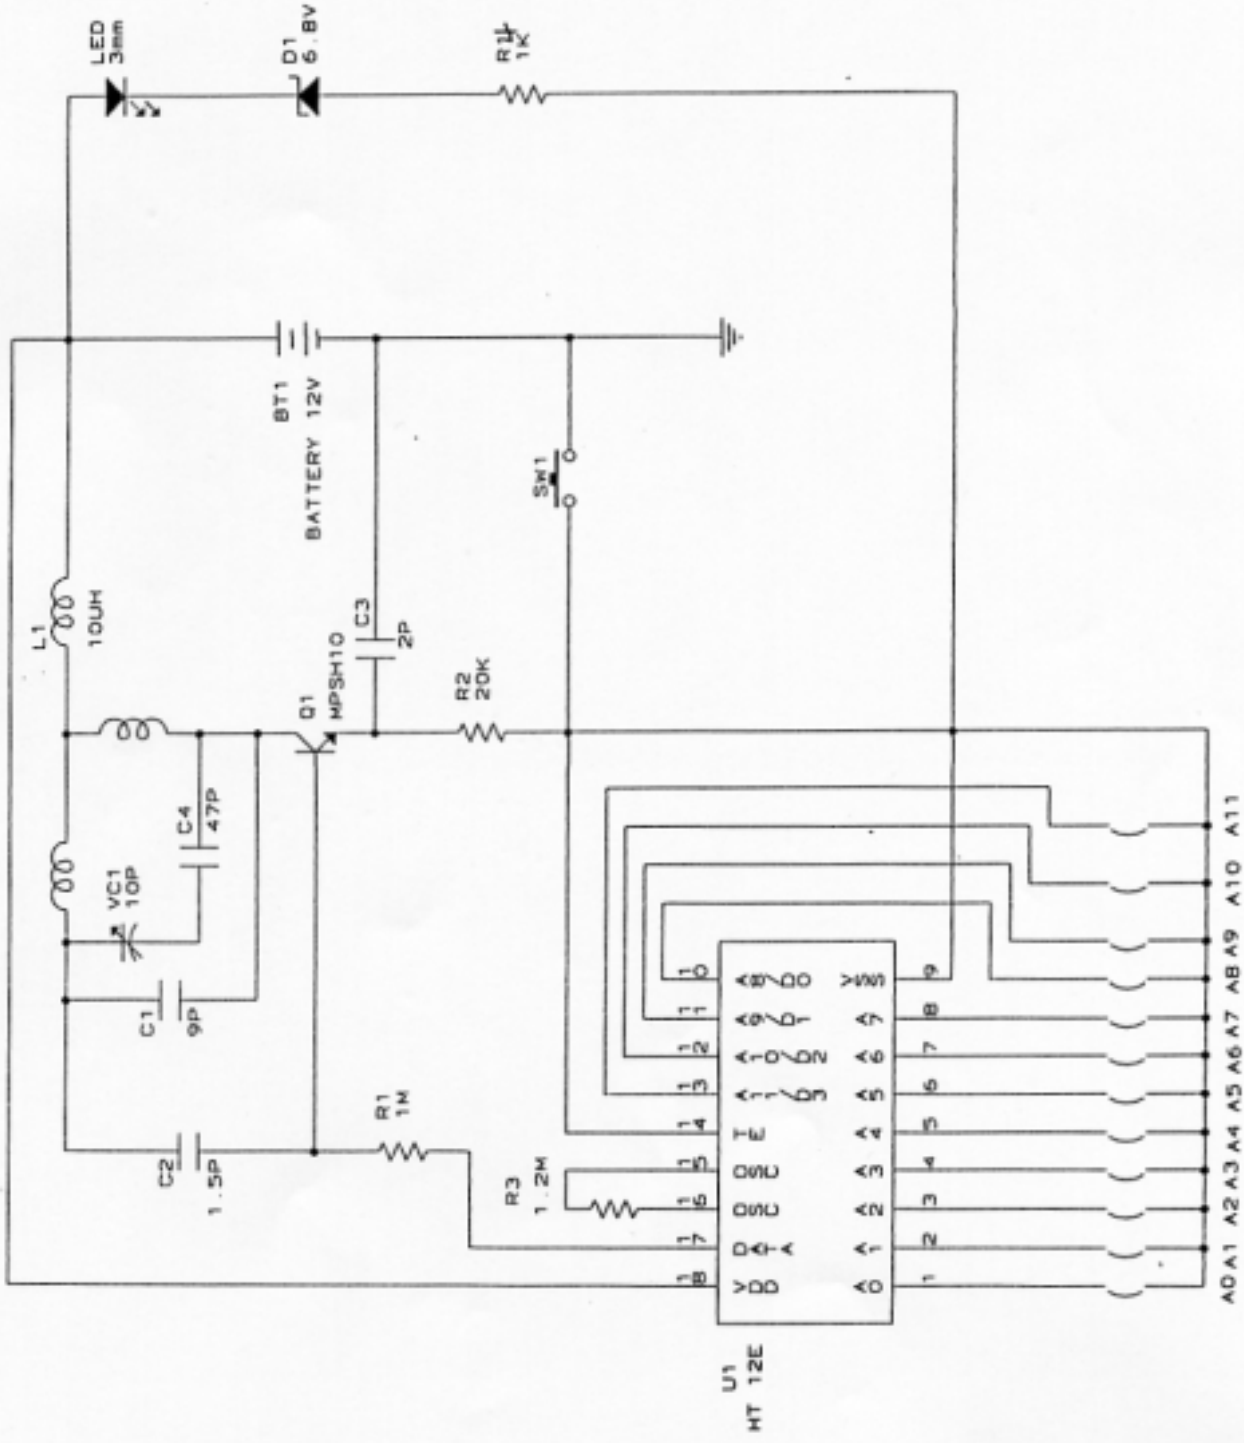 L1
10UH
LED
3mm
VC1
10P
C4
47P
C1
9P
C2
1.5P
Q1
MPSH10
BT1
BATTERY 12V
D1
6.8V
C3
2P
R1
1M
R2
20K
SW1
1K
R3
1.2M
18 17 16 15 14 13 12 11 10
VDD DATA OSC OSC TE A11/D3 A10/D2 A9/D1 A8/D0
U1
HT 12E
A0 A1 A2 A3 A4 A5 A6 A7 VSS
1 2 3 4 5 6 7 8 9
A0 A1 A2 A3 A4 A5 A6 A7 A8 A9 A10 A11